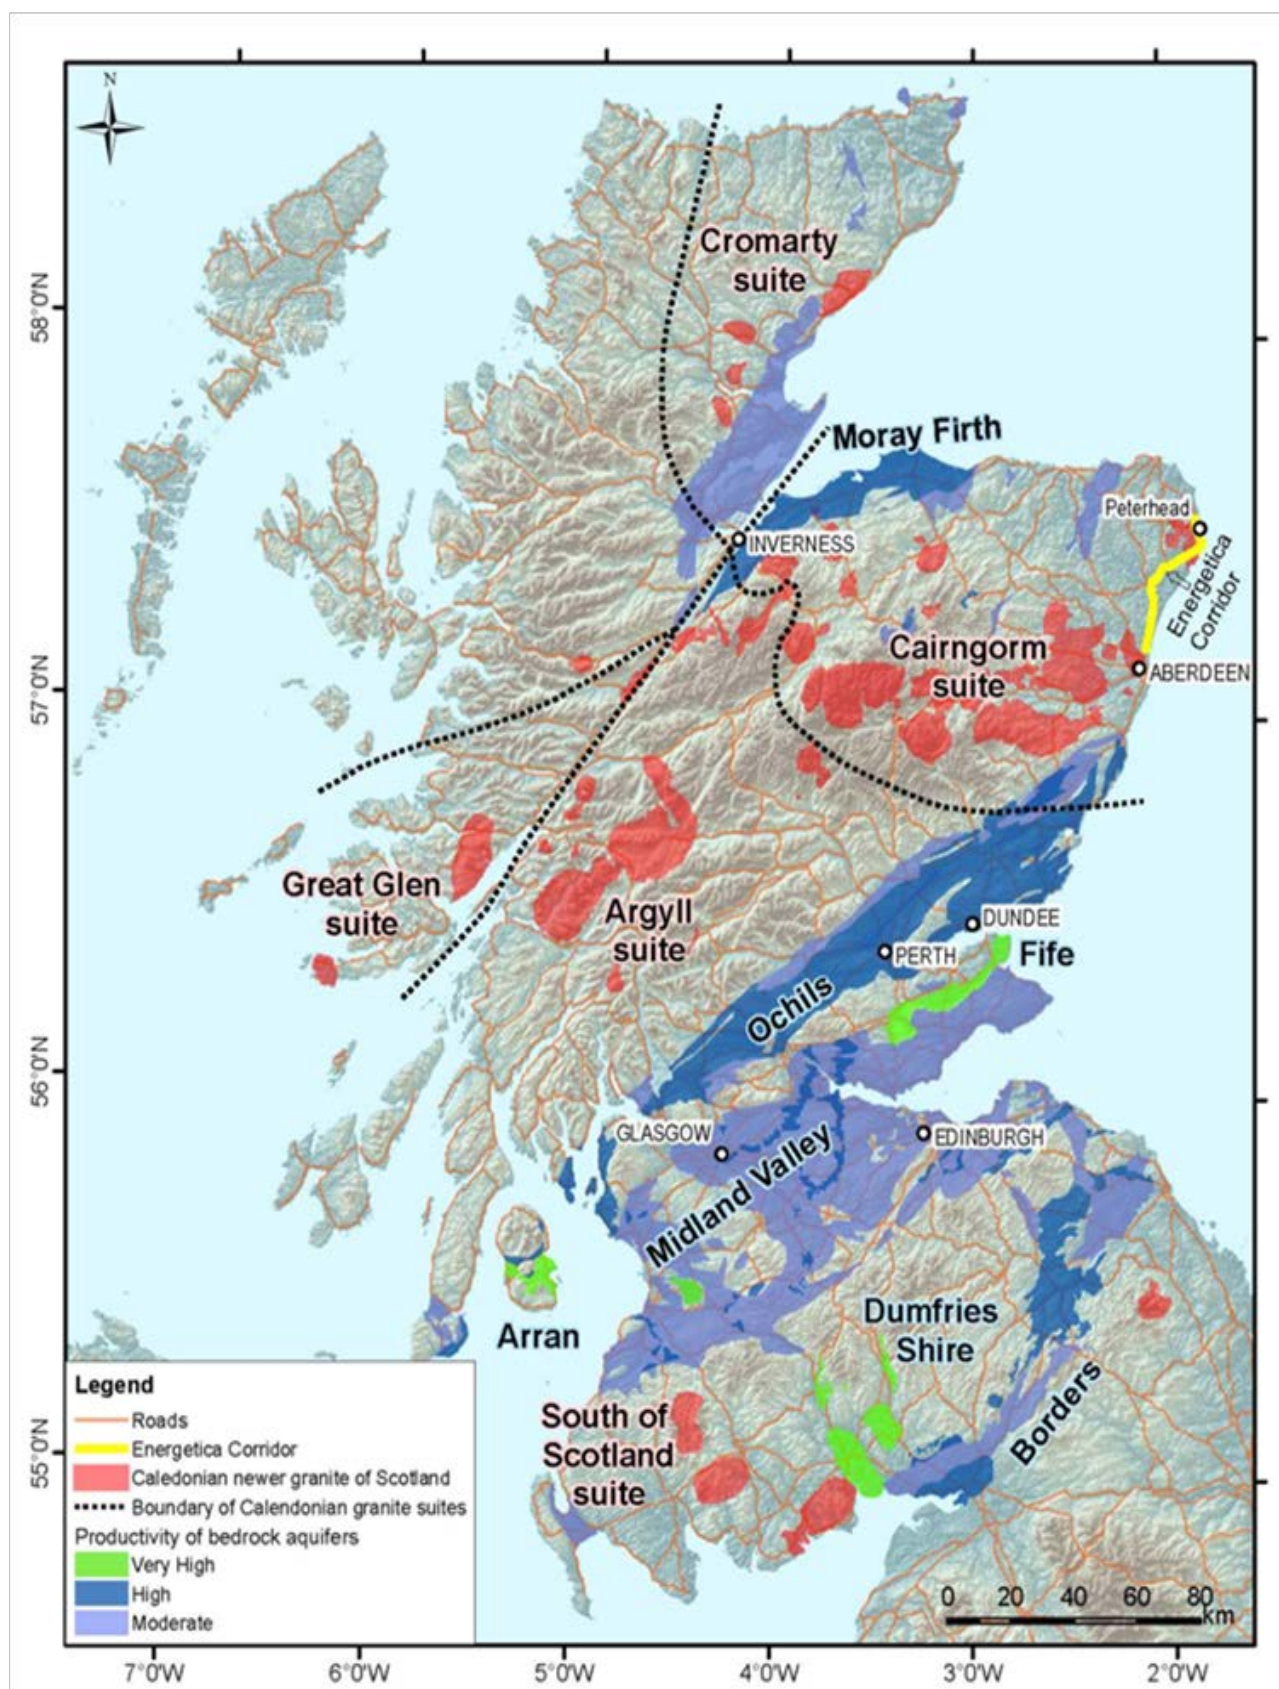 N
Cromarty
suite
58°0'N
Moray Firth
Peterhead
INVERNESS
Energetica
Corridor
Cairngorm
suite
57°0'N
ABERDEEN
Great Glen
suite
Argyll
suite
DUNDEE
PERTH
Fife
Ochils
56°0'N
GLASGOW
EDINBURGH
Midland Valley
Arran
Dumfries
Shire
Borders
South of
Scotland
suite
55°0'N
Legend
Roads
Energetica Corridor
Caledonian newer granite of Scotland
Boundary of Calendonian granite suites
Productivity of bedrock aquifers
Very High
High
Moderate
0 20 40 60 80
km
7°0'W 6°0'W 5°0'W 4°0'W 3°0'W 2°0'W